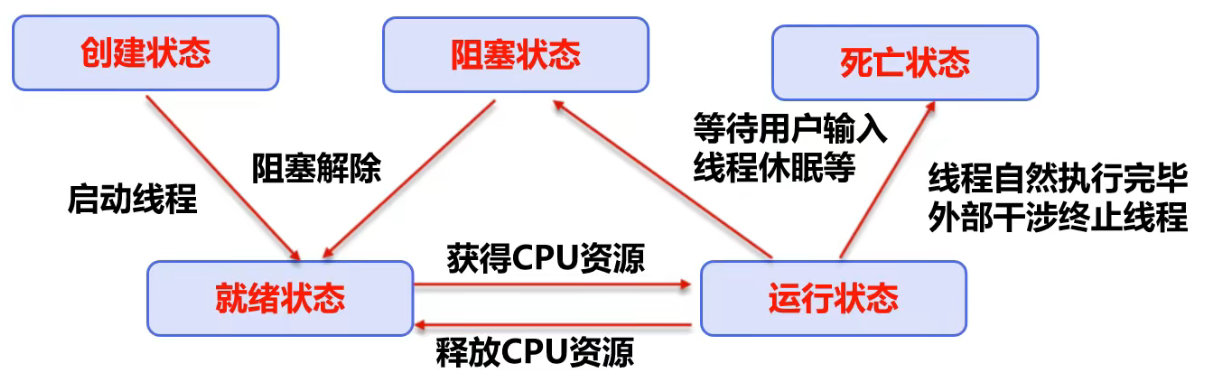 创建状态
阻塞状态
死亡状态
等待用户输入
线程休眠等
阻塞解除
启动线程
线程自然执行完毕
外部干涉终止线程
获得CPU资源
就绪状态
运行状态
释放CPU资源